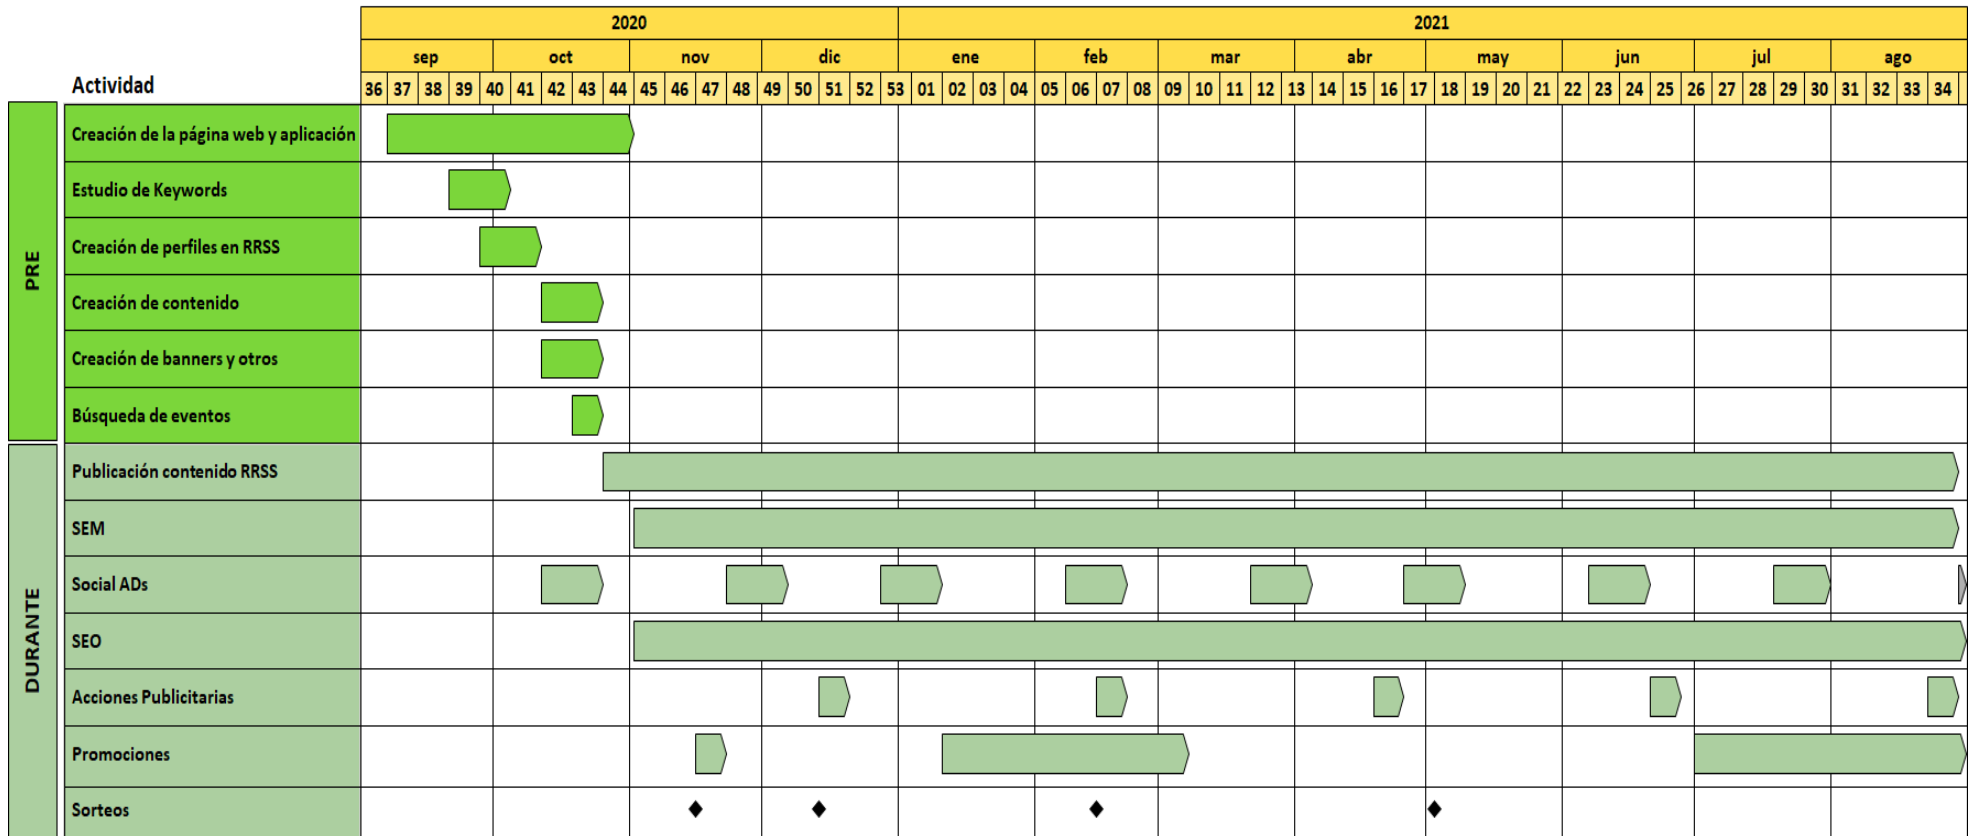 2020 2021
sep oct nov dic ene feb mar abr may jun jul ago
Actividad 36 37 38 39 40 41 42 43 44 45 46 47 48 49 50 51 52 53 01 02 03 04 05 06 07 08 09 10 11 12 13 14 15 16 17 18 19 20 21 22 23 24 25 26 27 28 29 30 31 32 33 34
PRE
Creación de la página web y aplicación
Estudio de Keywords
Creación de perfiles en RRSS
Creación de contenido
Creación de banners y otros
Búsqueda de eventos
DURANTE
Publicación contenido RRSS
SEM
Social ADs
SEO
Acciones Publicitarias
Promociones
Sorteos